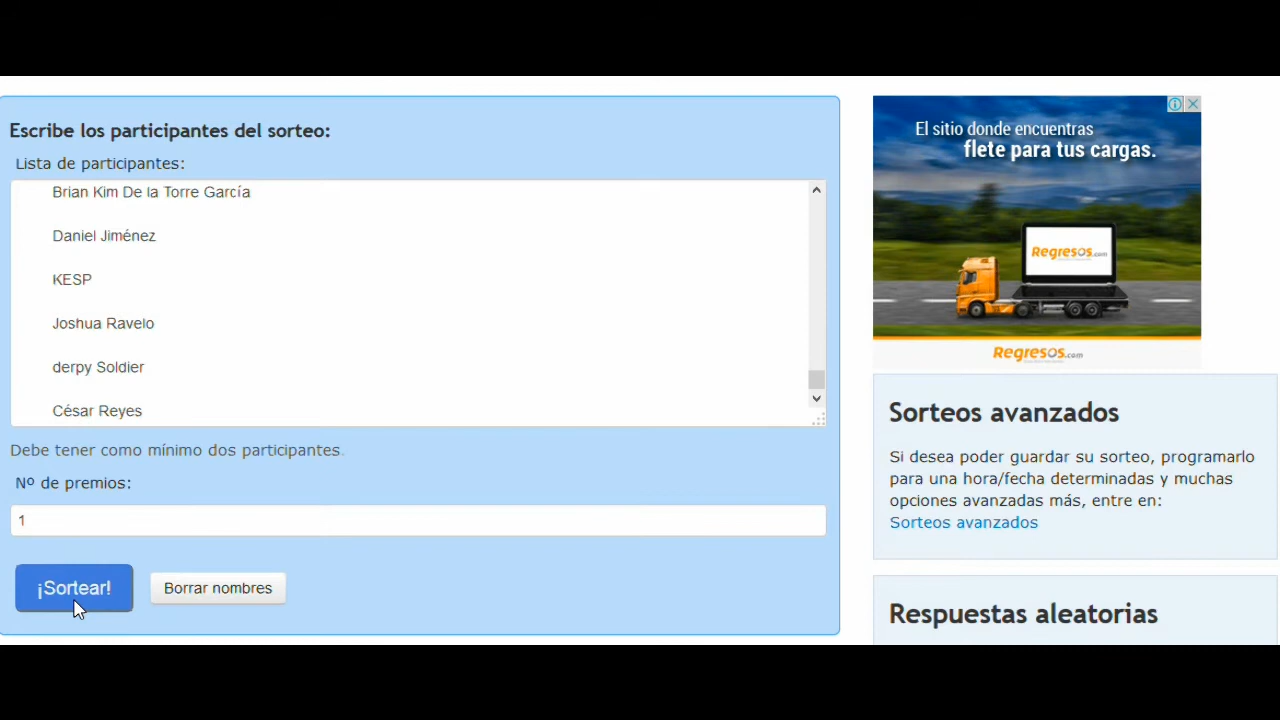 Escribe los participantes del sorteo:
Lista de participantes:
Brian Kim De la Torre García
Daniel Jiménez
KESP
Joshua Ravelo
derpy Soldier
César Reyes
Debe tener como mínimo dos participantes.
Nº de premios:
1
¡Sortear!
Borrar nombres
El sitio donde encuentras
flete para tus cargas.
Regresos.com
Regresos.com
Sorteos avanzados
Si desea poder guardar su sorteo, programarlo
para una hora/fecha determinadas y muchas
opciones avanzadas más, entre en:
Sorteos avanzados
Respuestas aleatorias